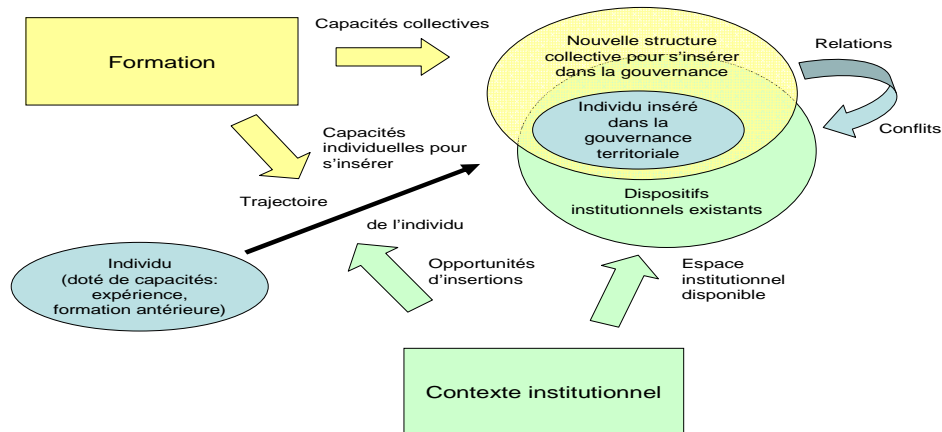 Capacités collectives
Formation
Nouvelle structure
collective pour s'insérer
dans la gouvernance
Relations
Individu inséré
dans la
gouvernance
territoriale
Conflits
Capacités
individuelles pour
s'insérer
Trajectoire
de l'individu
Dispositifs
institutionnels existants
Individu
(doté de capacités:
expérience,
formation antérieure)
Opportunités
d'insertions
Espace
institutionnel
disponible
Contexte institutionnel